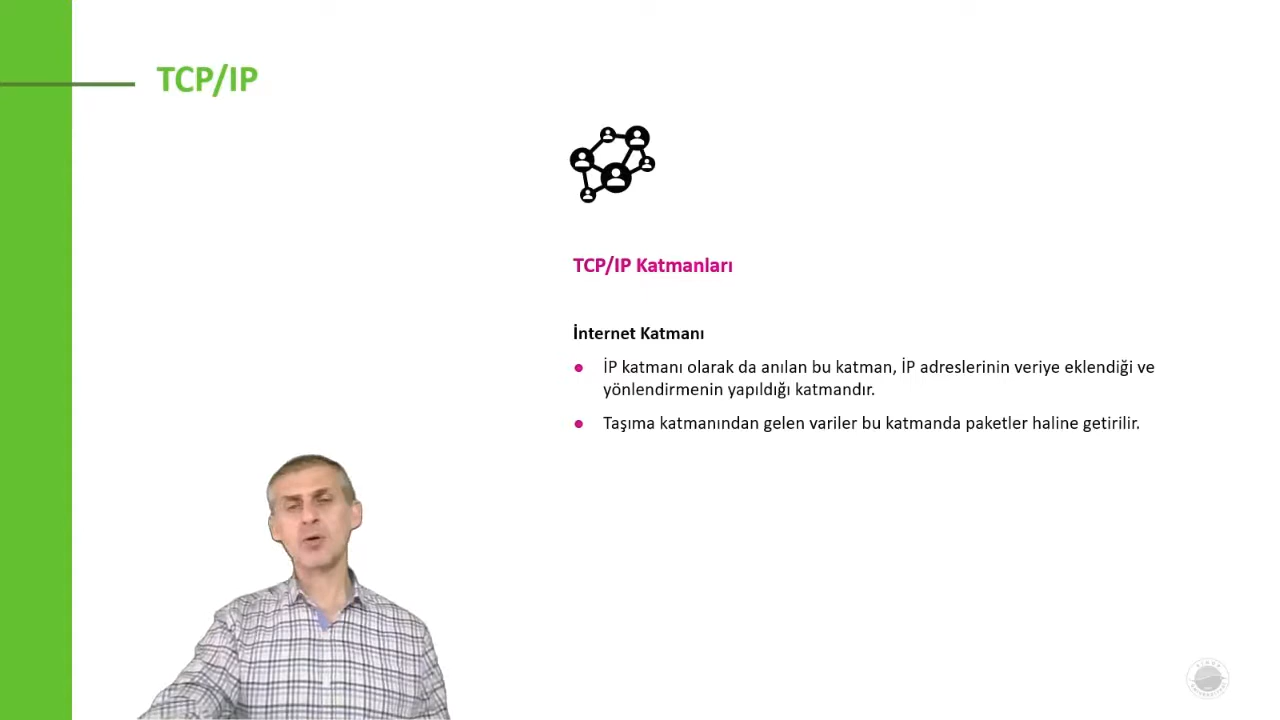 TCP/IP
TCP/IP Katmanları
İnternet Katmanı
● İP katmanı olarak da anılan bu katman, İP adreslerinin veriye eklendiği ve
yönlendirmenin yapıldığı katmandır.
● Taşıma katmanından gelen variler bu katmanda paketler haline getirilir.